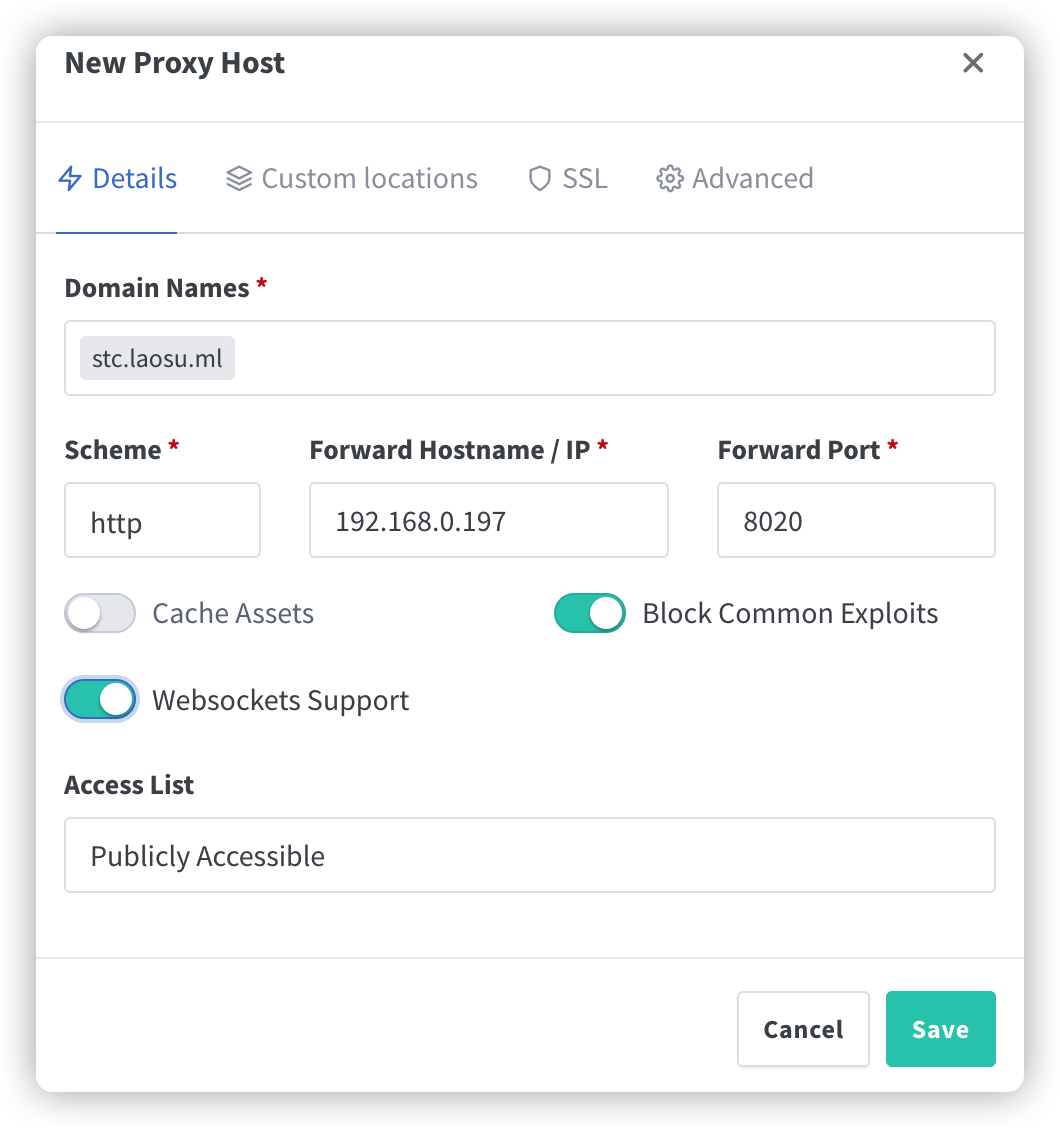 New Proxy Host
Details Custom locations SSL Advanced
Domain Names *
stc.laosu.ml
Scheme * Forward Hostname / IP * Forward Port *
http 192.168.0.197 8020
Cache Assets Block Common Exploits
Websockets Support
Access List
Publicly Accessible
Cancel Save